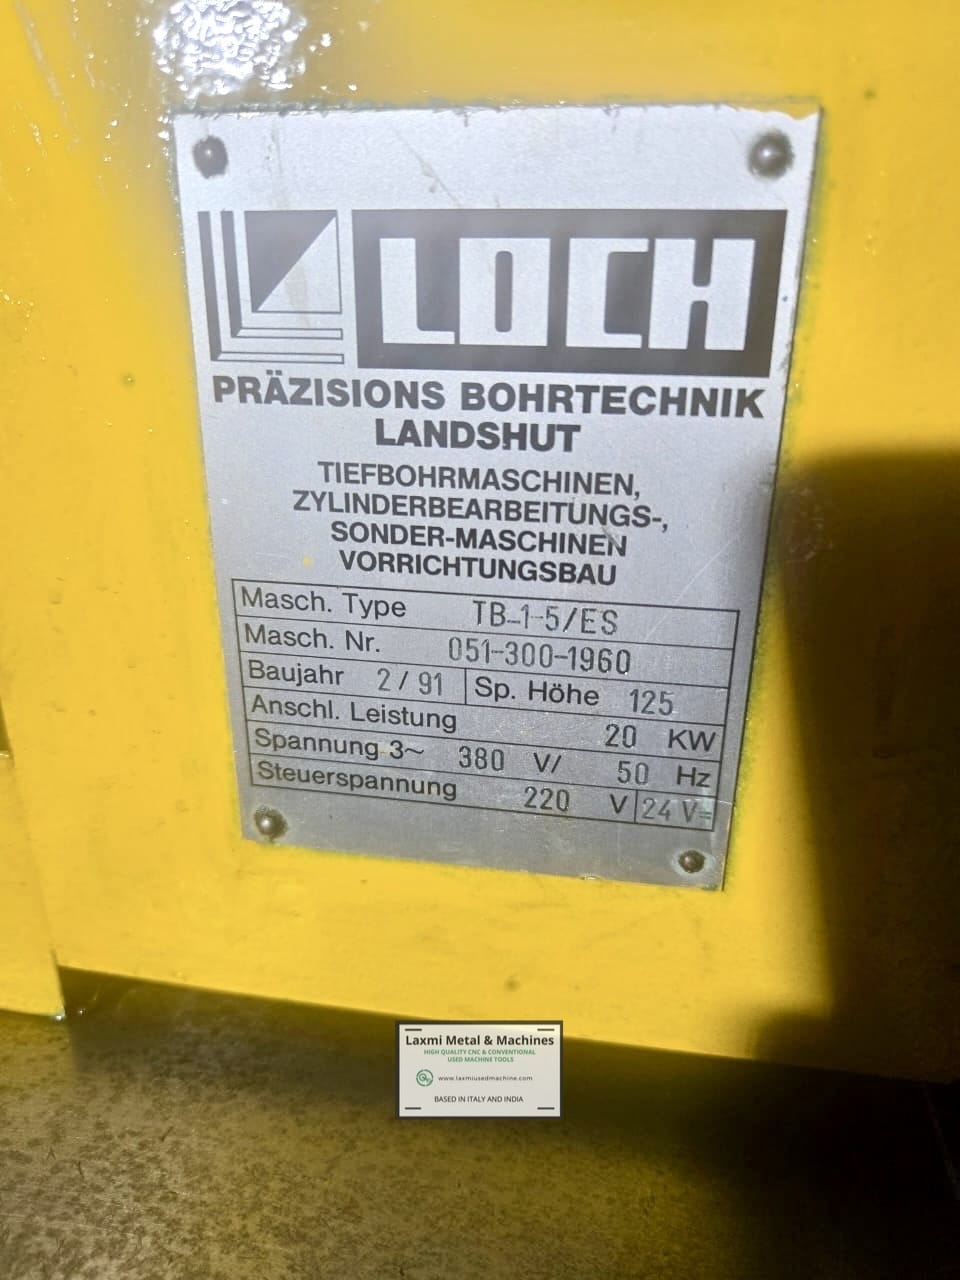 LOCH
PRÄZISIONS BOHRTECHNIK
LANDSHUT
TIEFBOHRMASCHINEN,
ZYLINDERBEARBEITUNGS-,
SONDER-MASCHINEN
VORRICHTUNGSBAU
Masch. Type TB-1-5/ES
Masch. Nr. 051-300-1960
Baujahr 2/91 Sp. Höhe 125
Anschl. Leistung 20 KW
Spannung 3~ 380 V/ 50 Hz
Steuerspannung 220 V 24 V=
Laxmi Metal & Machines
HIGH QUALITY CNC & CONVENTIONAL
USED MACHINE TOOLS
www.laxmiusedmachine.com
BASED IN ITALY AND INDIA